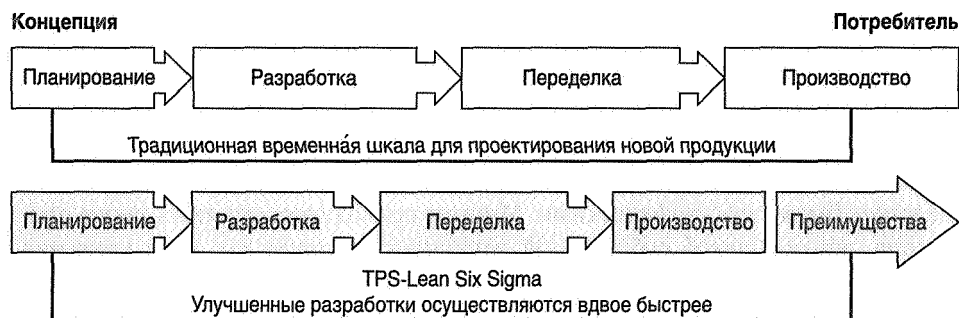 Концепция Потребитель
Планирование Разработка Переделка Производство
Традиционная временна́я шкала для проектирования новой продукции
Планирование Разработка Переделка Производство Преимущества
TPS-Lean Six Sigma
Улучшенные разработки осуществляются вдвое быстрее